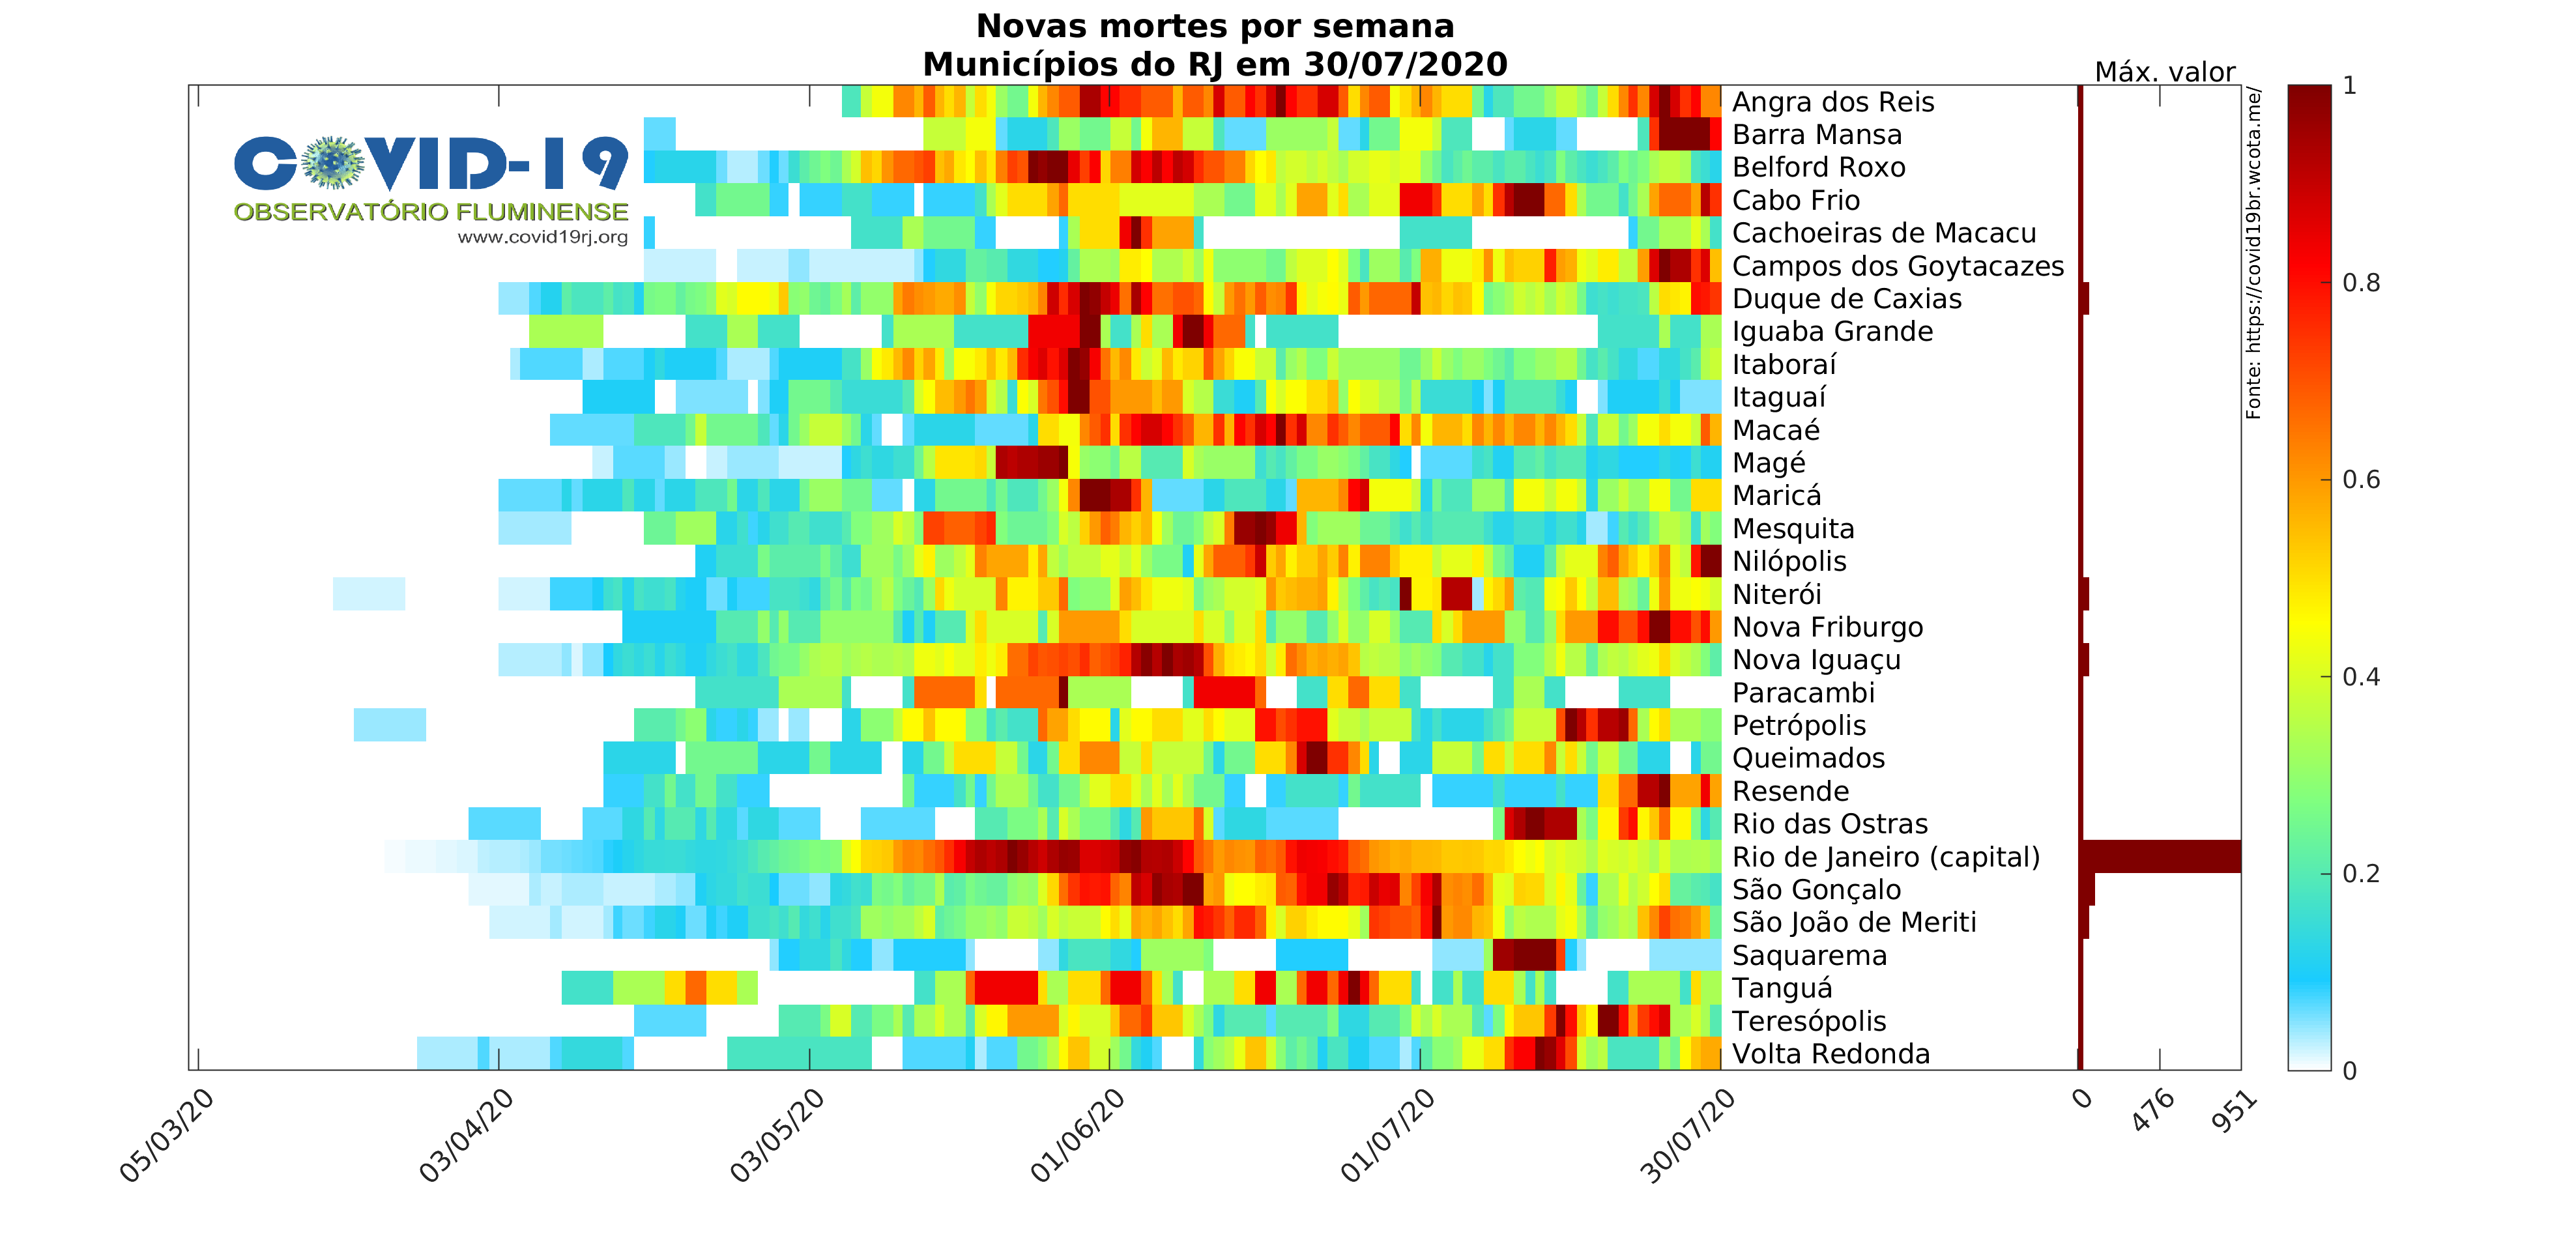 Novas mortes por semana
Municípios do RJ em 30/07/2020
Máx. valor
COVID-19
OBSERVATÓRIO FLUMINENSE
www.covid19rj.org
Angra dos Reis
Barra Mansa
Belford Roxo
Cabo Frio
Cachoeiras de Macacu
Campos dos Goytacazes
Duque de Caxias
Iguaba Grande
Itaboraí
Itaguaí
Macaé
Magé
Maricá
Mesquita
Nilópolis
Niterói
Nova Friburgo
Nova Iguaçu
Paracambi
Petrópolis
Queimados
Resende
Rio das Ostras
Rio de Janeiro (capital)
São Gonçalo
São João de Meriti
Saquarema
Tanguá
Teresópolis
Volta Redonda
Fonte: https://covid19br.wcota.me/
1
0.8
0.6
0.4
0.2
0
05/03/20
03/04/20
03/05/20
01/06/20
01/07/20
30/07/20
0
476
951